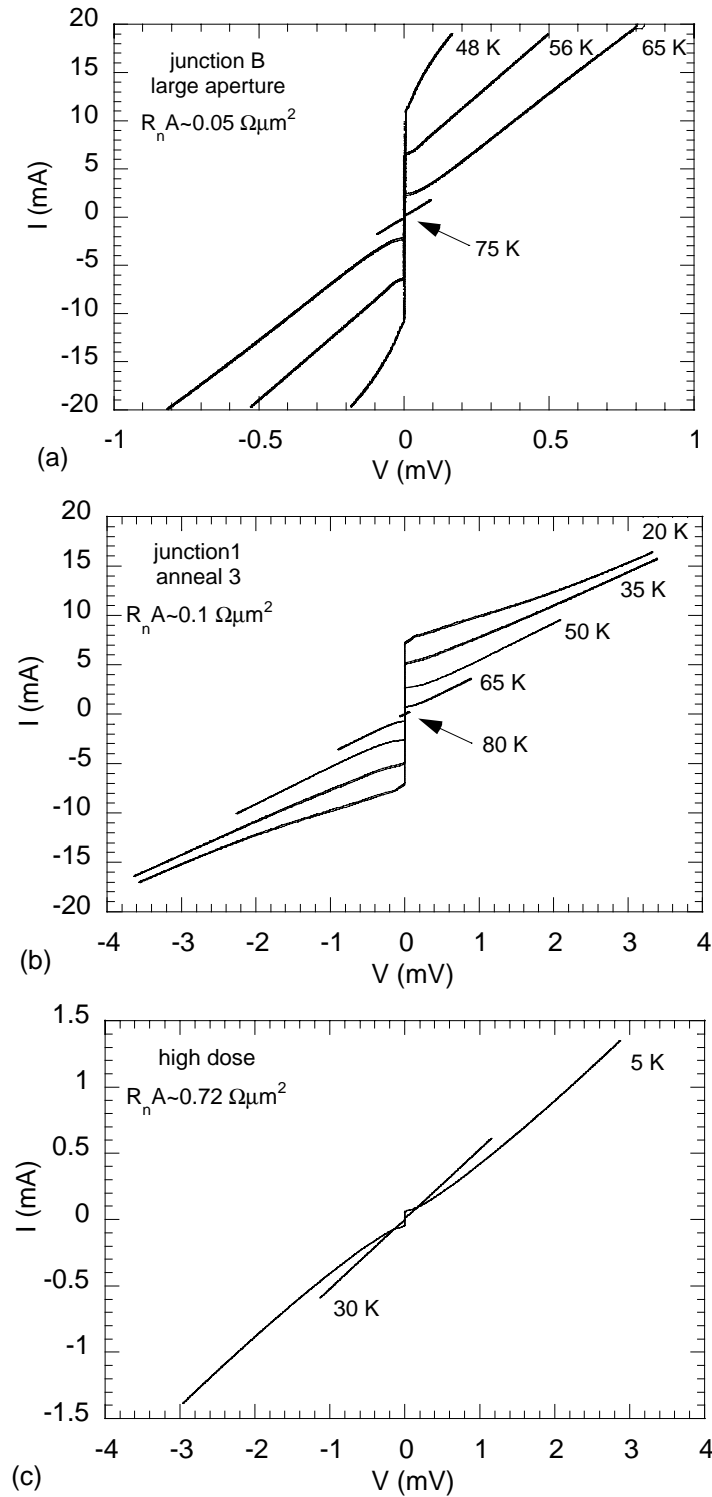 20
15
10
5
0
-5
-10
-15
-20
I (mA)
junction B
large aperture
RₙA~0.05 Ωµm²
48 K
56 K
65 K
75 K
-1
-0.5
0
0.5
1
V (mV)
(a)
20
15
10
5
0
-5
-10
-15
-20
I (mA)
junction1
anneal 3
RₙA~0.1 Ωµm²
20 K
35 K
50 K
65 K
80 K
-4
-3
-2
-1
0
1
2
3
4
V (mV)
(b)
1.5
1
0.5
0
-0.5
-1
-1.5
I (mA)
high dose
RₙA~0.72 Ωµm²
5 K
30 K
-4
-3
-2
-1
0
1
2
3
4
V (mV)
(c)